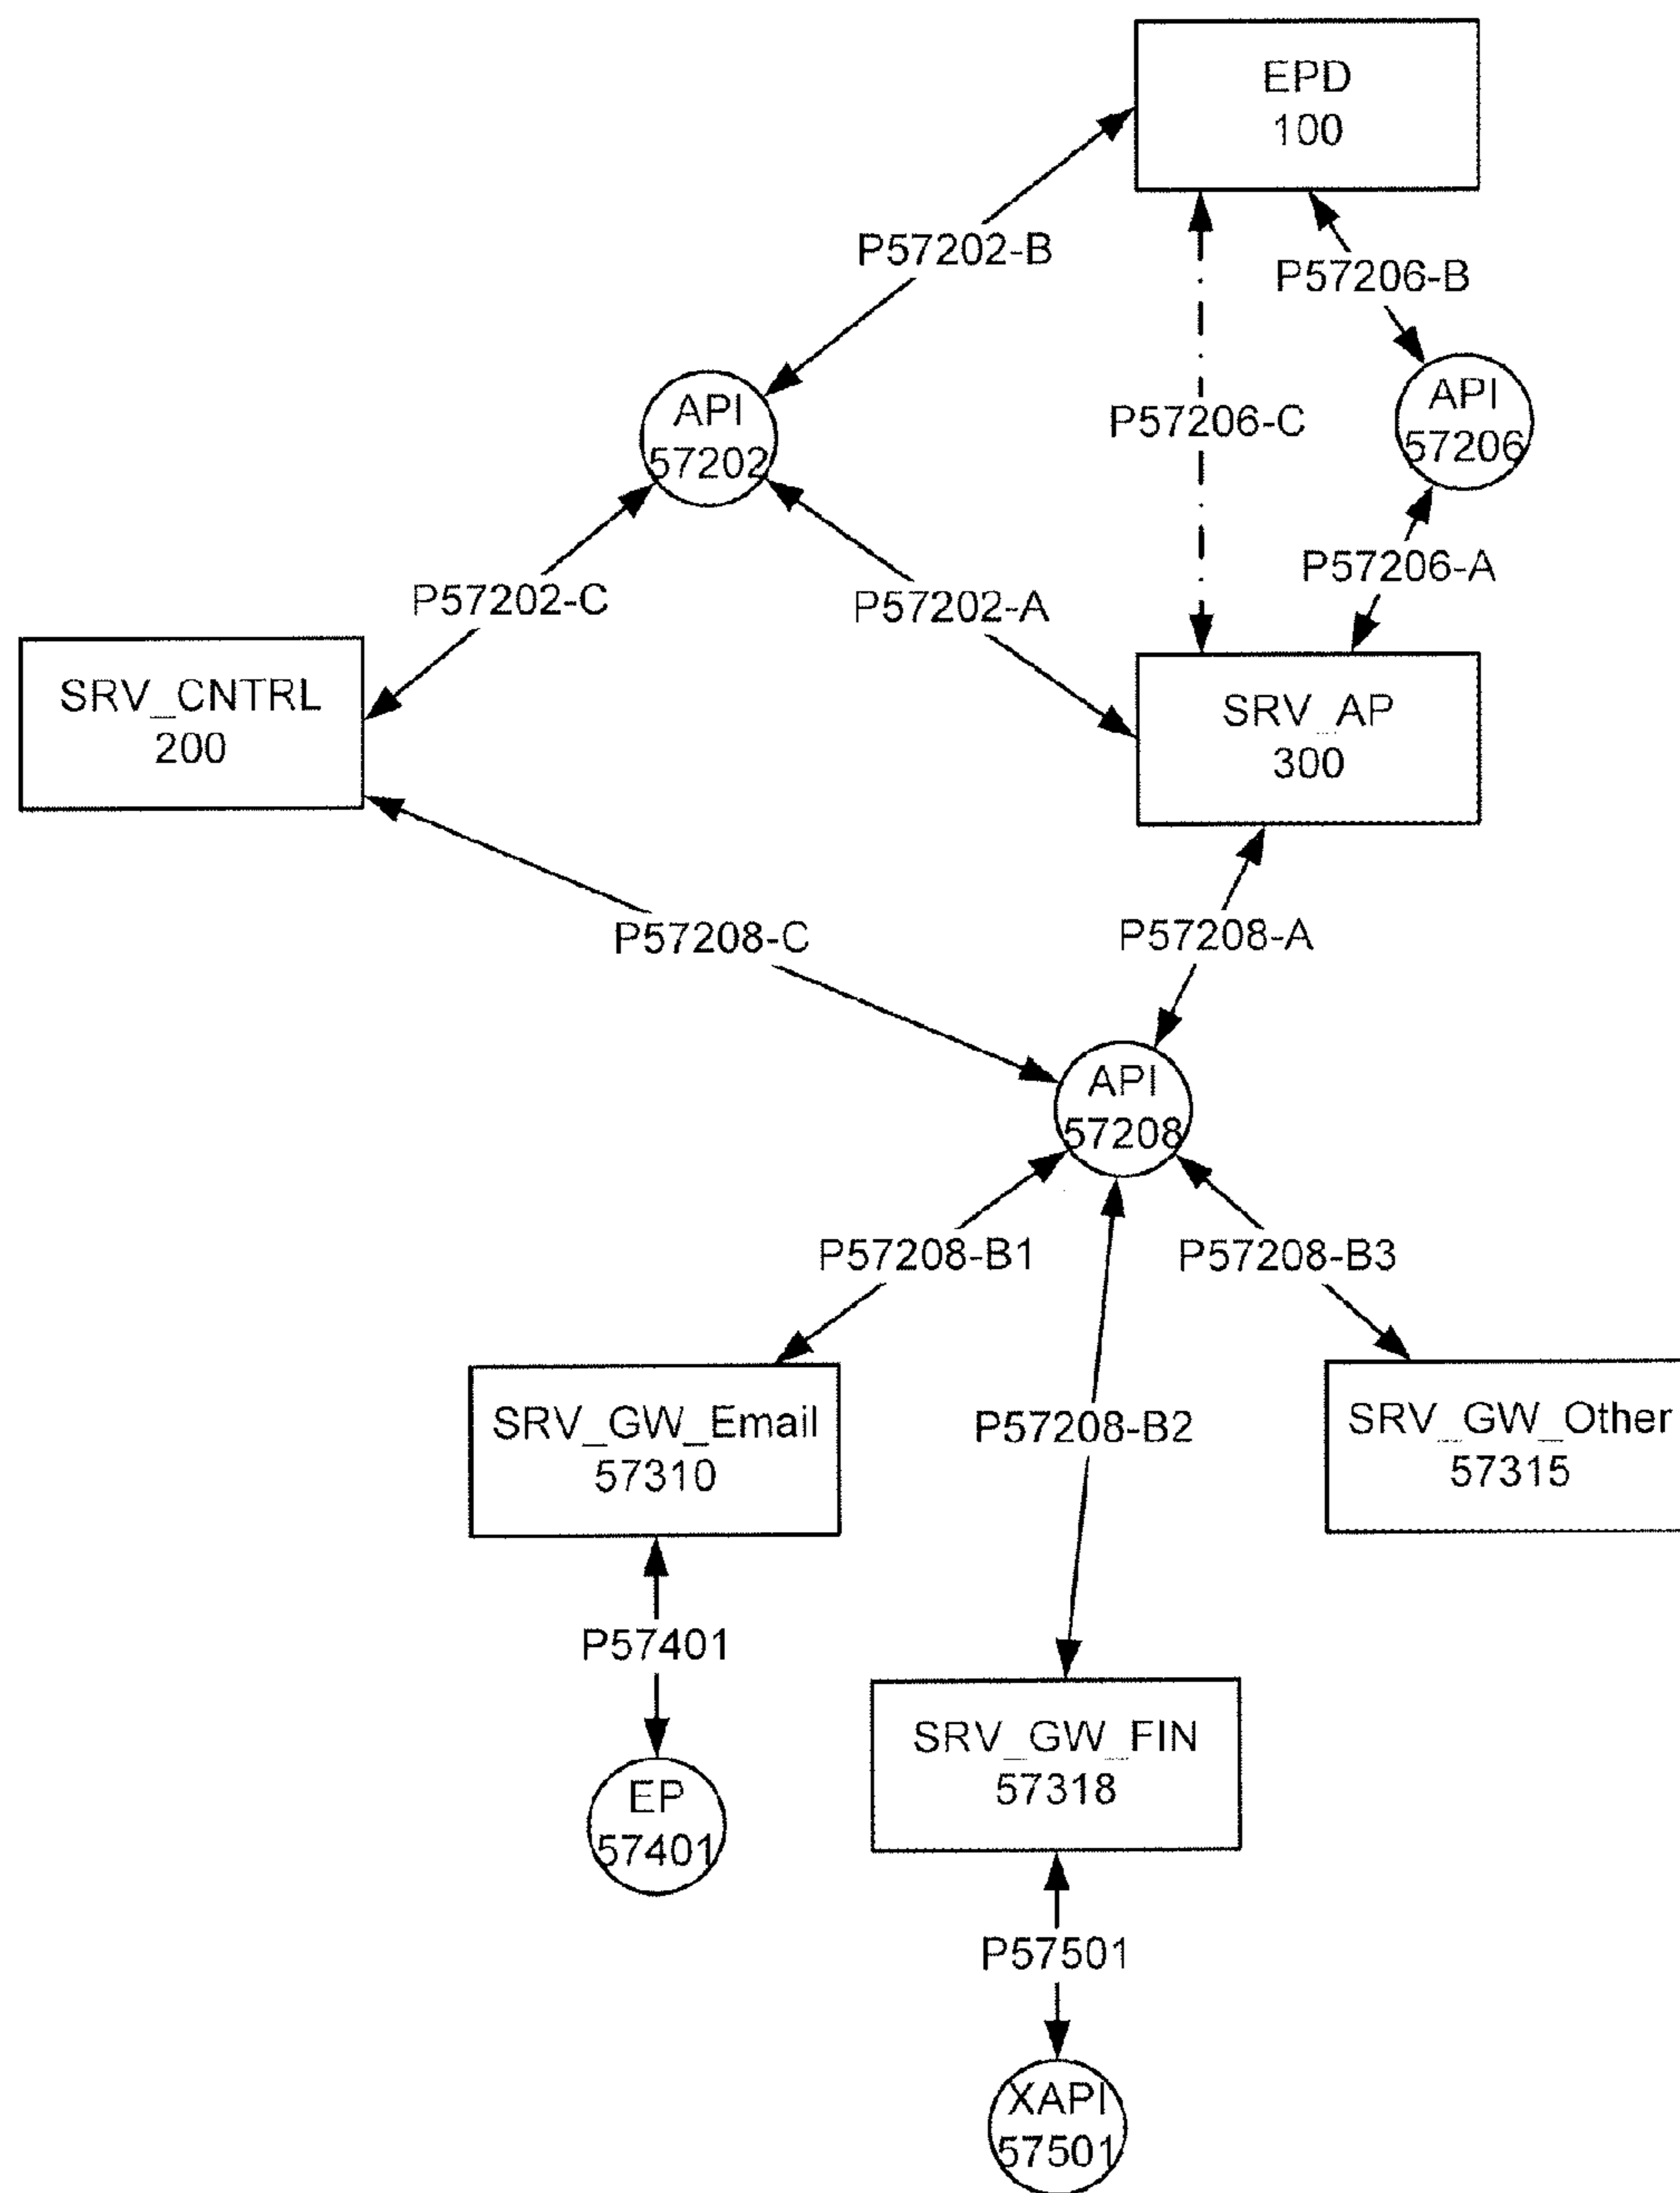 EPD
100
P57202-B
P57206-B
API
57202
P57206-C
API
57206
P57202-C
P57202-A
P57206-A
SRV_CNTRL
200
SRV_AP
300
P57208-C
P57208-A
API
57208
P57208-B1
P57208-B3
SRV_GW_Email
57310
P57208-B2
SRV_GW_Other
57315
P57401
SRV_GW_FIN
57318
EP
57401
P57501
XAPI
57501